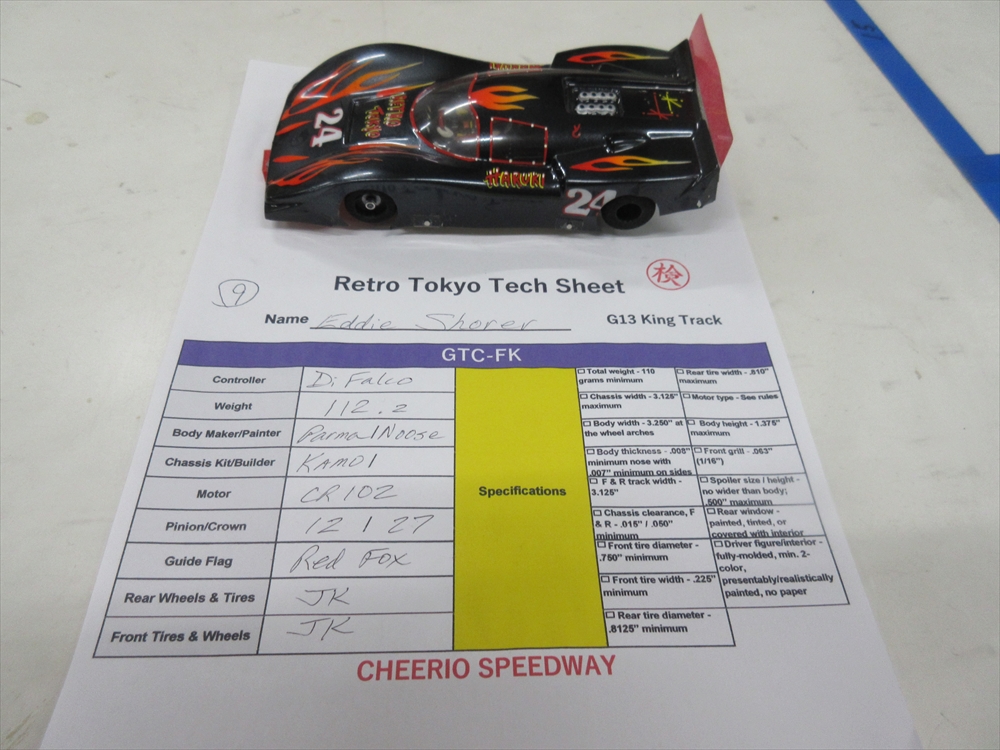 24
HAKUKI
24
Retro Tokyo Tech Sheet
検
9
Name Eddie Shorer
G13 King Track
GTC-FK
Controller Di Falco
Weight 112.2
Body Maker/Painter Parma/Noose
Chassis Kit/Builder KAMOI
Motor CR102
Pinion/Crown 12 / 27
Guide Flag Red Fox
Rear Wheels & Tires JK
Front Tires & Wheels JK
Specifications
Total weight - 110
grams minimum
Chassis width - 3.125"
maximum
Body width - 3.250" at
the wheel arches
Body thickness - .008"
minimum nose with
.007" minimum on sides
F & R track width -
3.125"
Chassis clearance, F
& R - .015" / .050"
minimum
Front tire diameter -
.750" minimum
Front tire width - .225"
minimum
Rear tire diameter -
.8125" minimum
Rear tire width - .810"
maximum
Motor type - See rules
Body height - 1.375"
maximum
Front grill - .063"
(1/16")
Spoiler size / height -
no wider than body;
.500" maximum
Rear window -
painted, tinted, or
covered with interior
Driver figure/interior -
fully-molded, min. 2-
color,
presentably/realistically
painted, no paper
CHEERIO SPEEDWAY